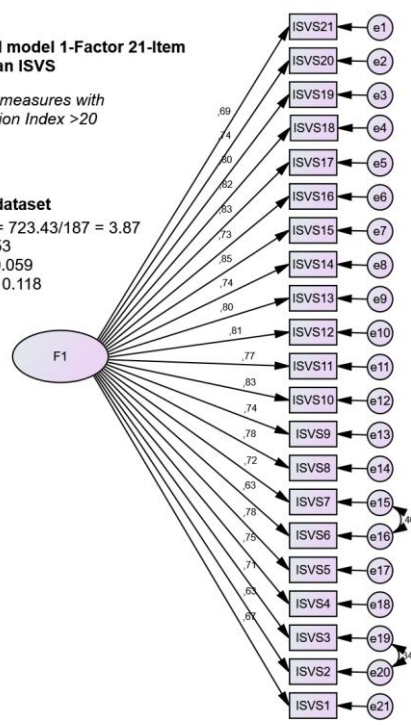 l model 1-Factor 21-Item
an ISVS
measures with
ion Index >20
dataset
= 723.43/187 = 3.87
53
0.059
0.118
F1
,69
,74
,80
,82
,83
,73
,85
,74
,80
,81
,77
,83
,74
,78
,72
,63
,78
,75
,71
,63
,67
ISVS21 e1
ISVS20 e2
ISVS19 e3
ISVS18 e4
ISVS17 e5
ISVS16 e6
ISVS15 e7
ISVS14 e8
ISVS13 e9
ISVS12 e10
ISVS11 e11
ISVS10 e12
ISVS9 e13
ISVS8 e14
ISVS7 e15
ISVS6 e16
ISVS5 e17
ISVS4 e18
ISVS3 e19
ISVS2 e20
ISVS1 e21